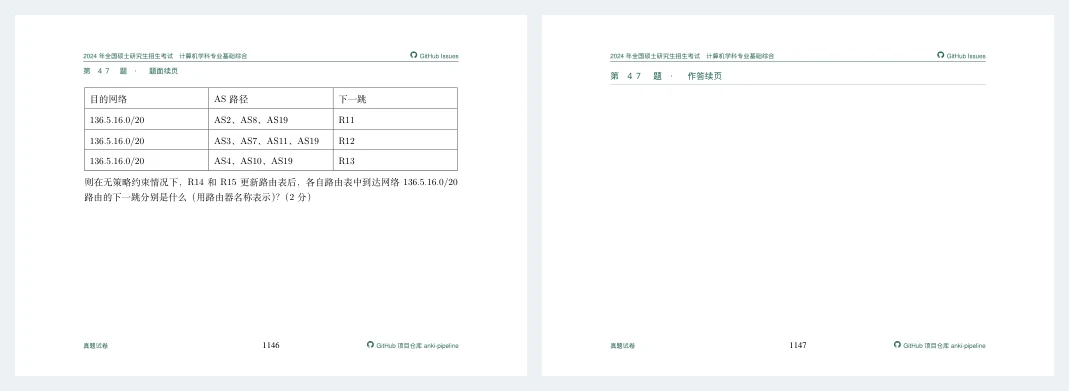 2024 年全国硕士研究生招生考试 计算机学科专业基础综合 GitHub Issues
第 47 题 · 题面续页
目的网络 AS 路径 下一跳
136.5.16.0/20 AS2、AS8、AS19 R11
136.5.16.0/20 AS3、AS7、AS11、AS19 R12
136.5.16.0/20 AS4、AS10、AS19 R13
则在无策略约束情况下，R14 和 R15 更新路由表后，各自路由表中到达网络 136.5.16.0/20
路由的下一跳分别是什么（用路由器名称表示）？（2 分）
真题试卷 1146 GitHub 项目仓库 anki-pipeline
2024 年全国硕士研究生招生考试 计算机学科专业基础综合 GitHub Issues
第 47 题 · 作答续页
真题试卷 1147 GitHub 项目仓库 anki-pipeline